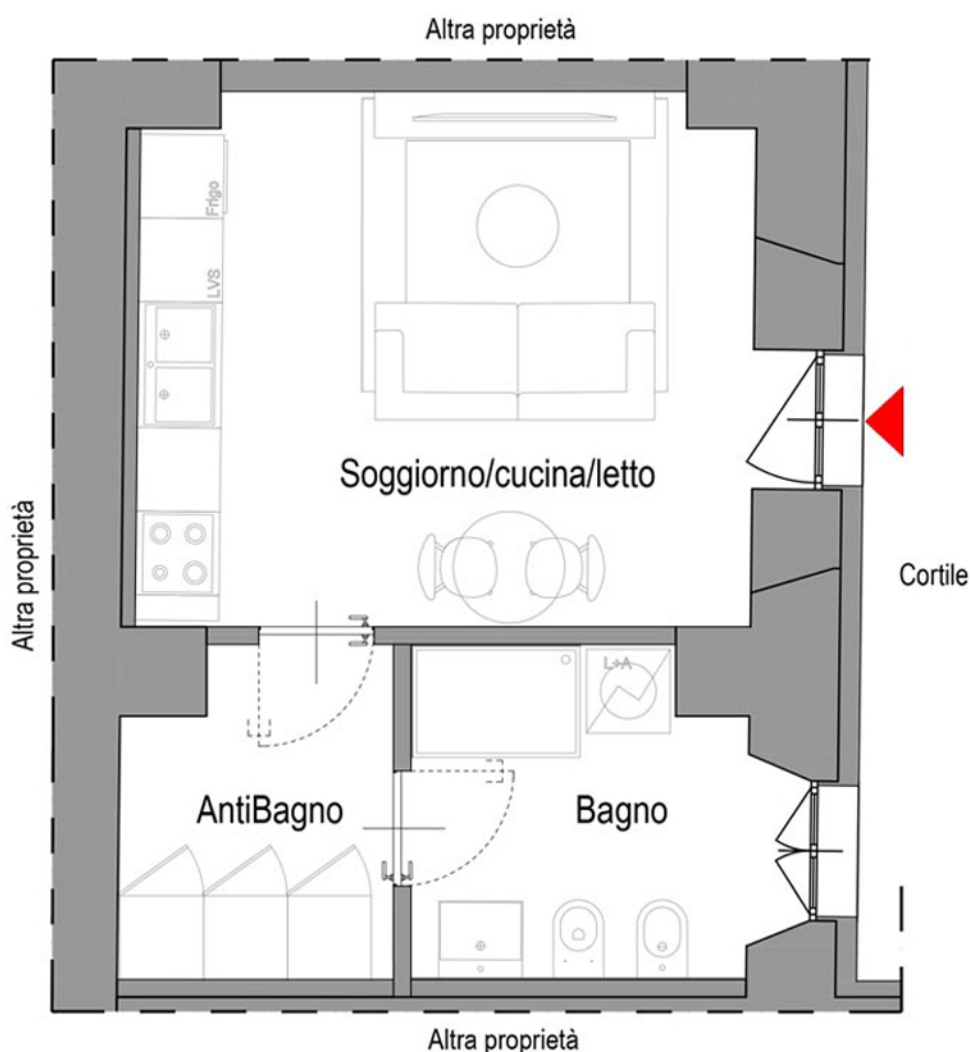 Altra proprietà
Frigo
LVS
Soggiorno/cucina/letto
Altra proprietà
Cortile
L+A
AntiBagno
Bagno
Altra proprietà